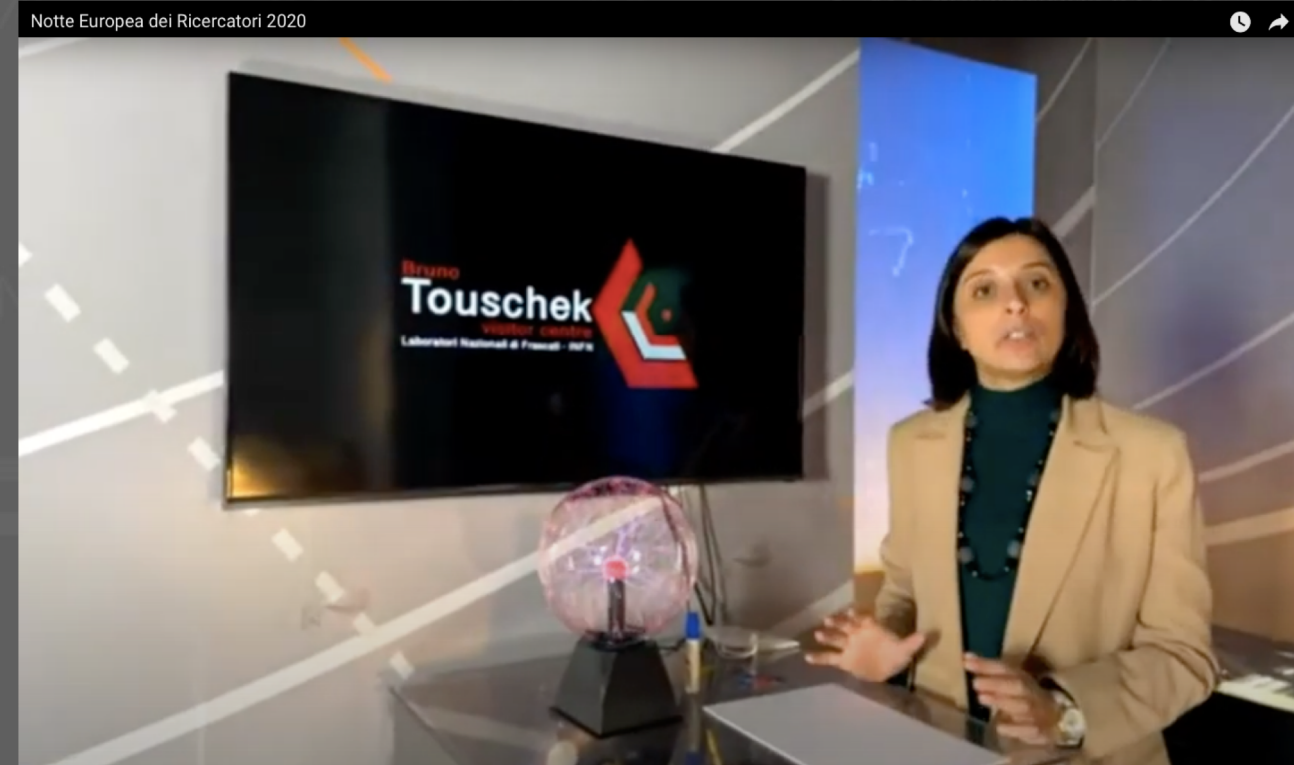 Notte Europea dei Ricercatori 2020
Bruno
Touschek
visitor centre
Laboratori Nazionali di Frascati - INFN